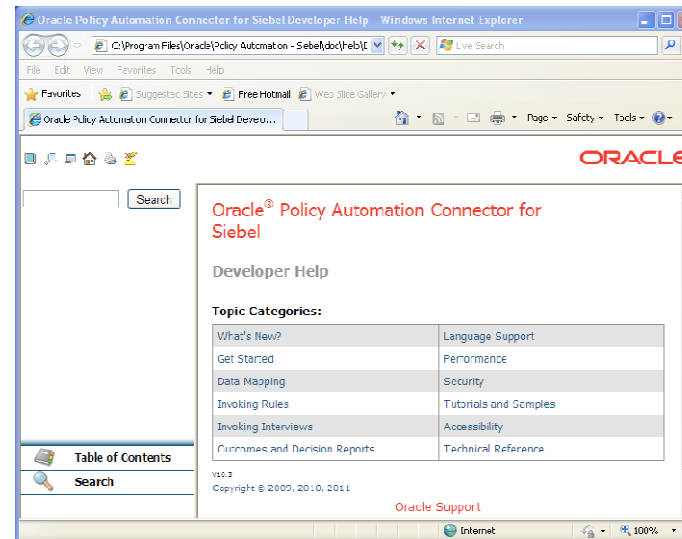 Oracle Policy Automation Connector for Siebel Developer Help - Windows Internet Explorer
C:\Program Files\Oracle\Policy Automation - Siebel\doc\help\
Live Search
File Edit View Favorites Tools Help
Favorites Suggested Sites Free Hotmail Web Slice Gallery
Oracle Policy Automation Connector for Siebel Develo...
Page Safety Tools
ORACLE
Search
Oracle® Policy Automation Connector for
Siebel
Developer Help
Topic Categories:
What's New? Language Support
Get Started Performance
Data Mapping Security
Invoking Rules Tutorials and Samples
Invoking Interviews Accessibility
Outcomes and Decision Reports Technical Reference
Table of Contents
Search
V10.3
Copyright © 2009, 2010, 2011
Oracle Support
Internet 100%